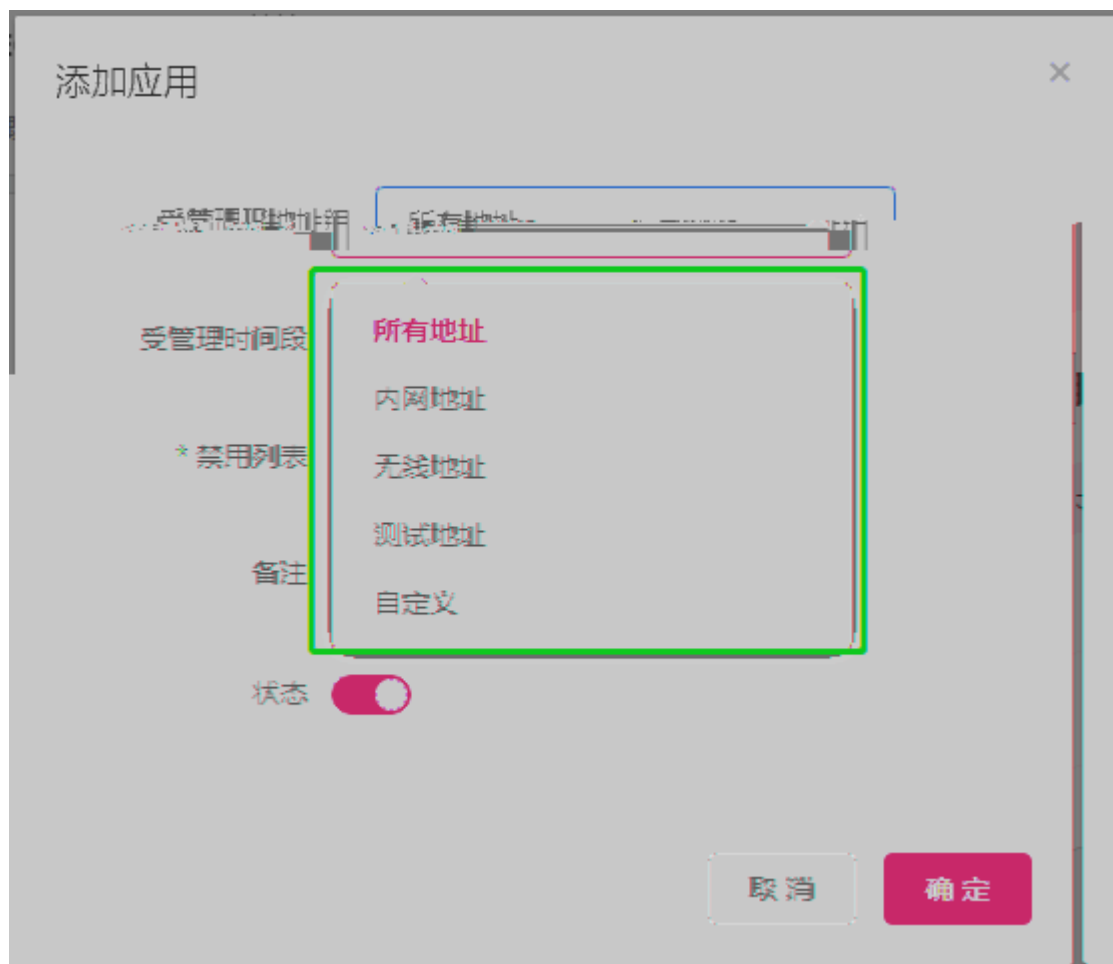 添加应用
受管理时间段
所有地址
内网地址
* 禁用列表
无线地址
测试地址
备注
自定义
状态
取 消
确 定